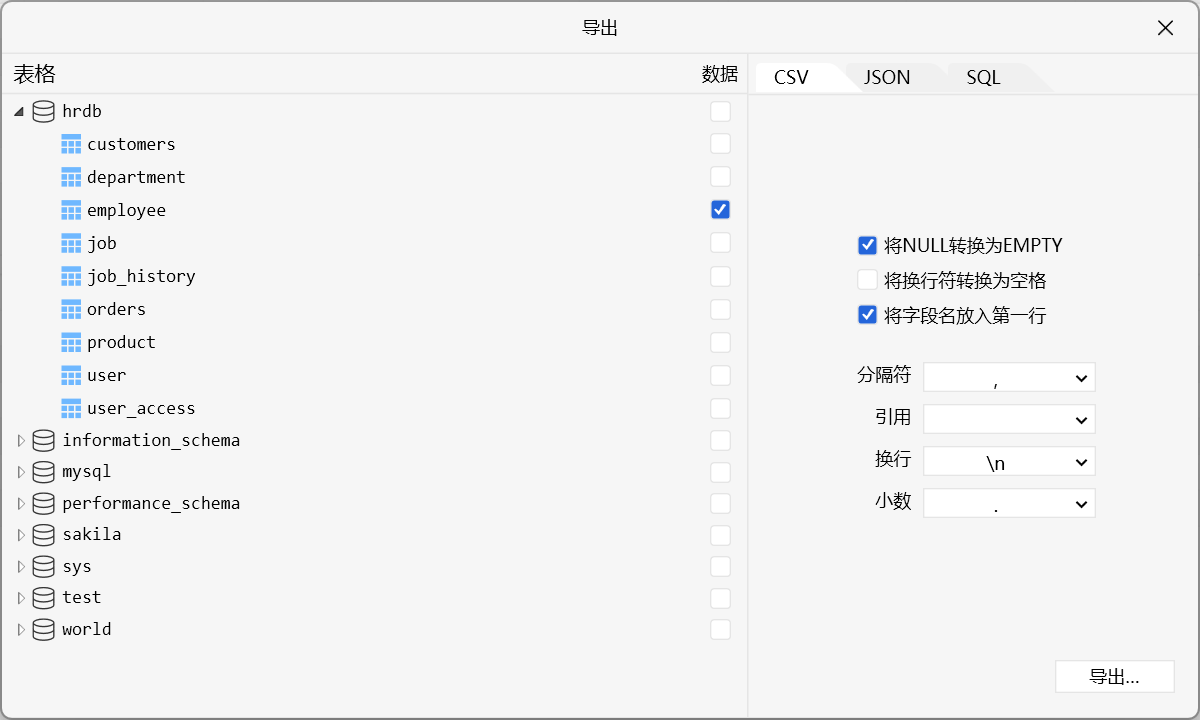 导出
表格 数据
hrdb
customers
department
employee
job
job_history
orders
product
user
user_access
information_schema
mysql
performance_schema
sakila
sys
test
world
CSV JSON SQL
将NULL转换为EMPTY
将换行符转换为空格
将字段名放入第一行
分隔符 ,
引用
换行 \n
小数 .
导出...